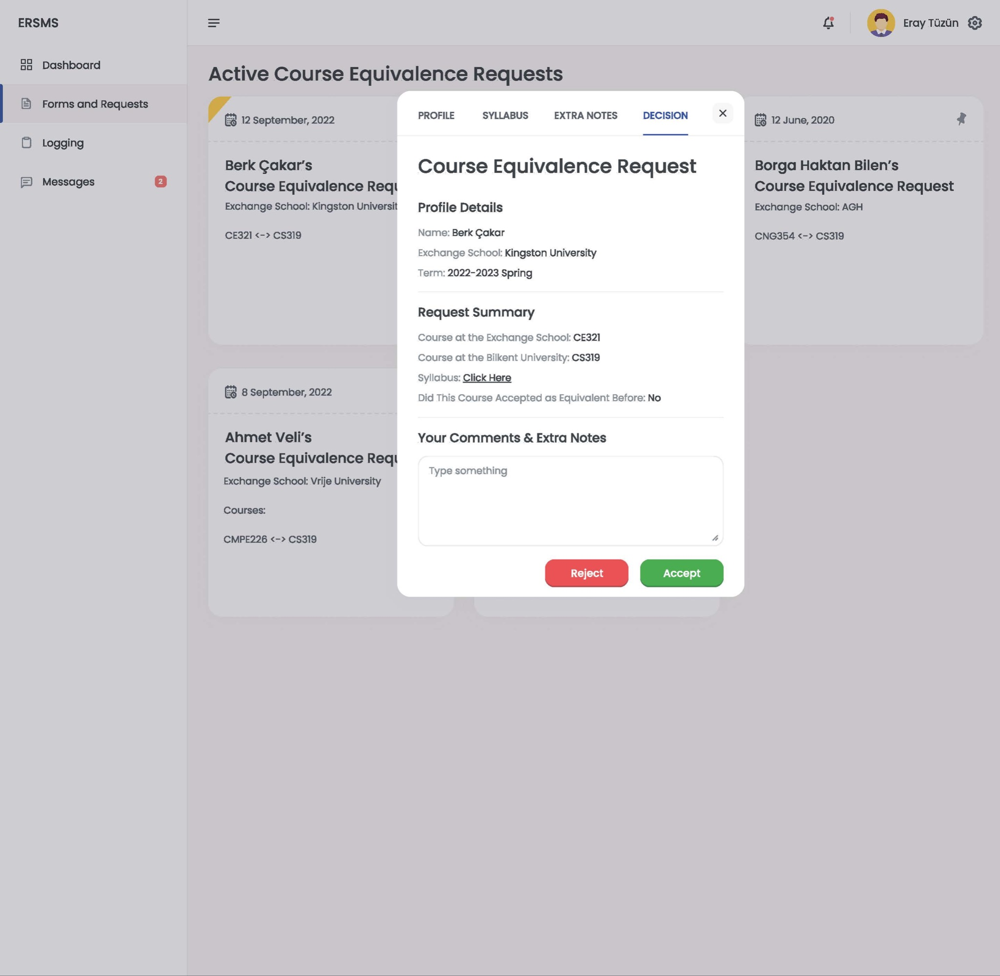 ERSMS
Eray Tüzün
Dashboard
Forms and Requests
Logging
Messages
2
Active Course Equivalence Requests
12 September, 2022
Berk Çakar’s
Course Equivalence
Exchange School: Kingston
CE321 <-> CS319
12 June, 2020
Borga Haktan Bilen’s
Course Equivalence Request
Exchange School: AGH
CNG354 <-> CS319
8 September, 2022
Ahmet Veli’s
Course Equivalence
Exchange School: Vrije University
Courses:
CMPE226 <-> CS319
PROFILE SYLLABUS EXTRA NOTES DECISION
Course Equivalence Request
Profile Details
Name: Berk Çakar
Exchange School: Kingston University
Term: 2022-2023 Spring
Request Summary
Course at the Exchange School: CE321
Course at the Bilkent University: CS319
Syllabus: Click Here
Did This Course Accepted as Equivalent Before: No
Your Comments & Extra Notes
Type something
Reject
Accept